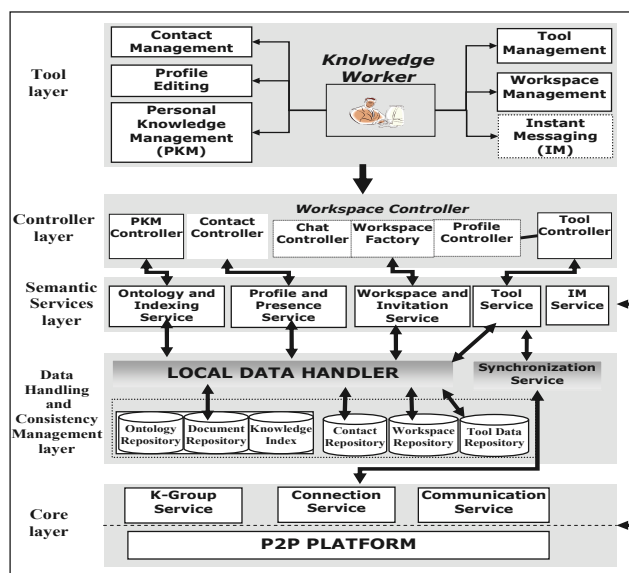 Tool
layer
Contact
Management
Profile
Editing
Personal
Knowledge
Management
(PKM)
Knolwedge
Worker
Tool
Management
Workspace
Management
Instant
Messaging
(IM)
Controller
layer
Workspace Controller
PKM
Controller
Contact
Controller
Chat
Controller
Workspace
Factory
Profile
Controller
Tool
Controller
Semantic
Services
layer
Ontology and
Indexing
Service
Profile and
Presence
Service
Workspace and
Invitation
Service
Tool
Service
IM
Service
Data
Handling
and
Consistency
Management
layer
LOCAL DATA HANDLER
Synchronization
Service
Ontology
Repository
Document
Repository
Knowledge
Index
Contact
Repository
Workspace
Repository
Tool Data
Repository
Core
layer
K-Group
Service
Connection
Service
Communication
Service
P2P PLATFORM